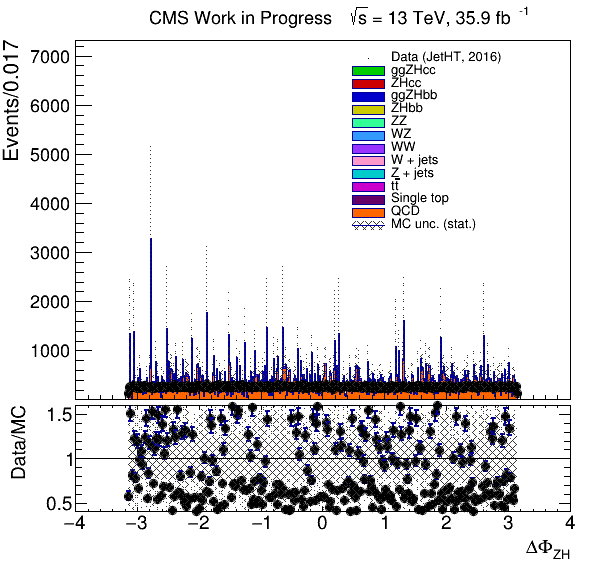 CMS Work in Progress √s = 13 TeV, 35.9 fb⁻¹
Events/0.017
7000
6000
5000
4000
3000
2000
1000
Data (JetHT, 2016)
ggZHcc
ZHcc
ggZHbb
ZHbb
ZZ
WZ
WW
W + jets
Z + jets
tt̅
Single top
QCD
MC unc. (stat.)
Data/MC
1.5
1
0.5
−4 −3 −2 −1 0 1 2 3 4
ΔΦ_ZH